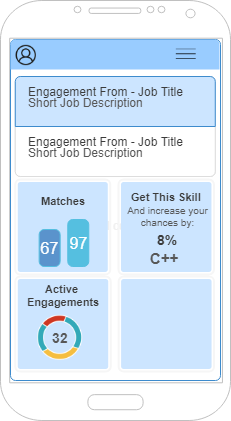 Engagement From - Job Title
Short Job Description
Engagement From - Job Title
Short Job Description
Matches
67
97
Get This Skill
And increase your
chances by:
8%
C++
Active
Engagements
32